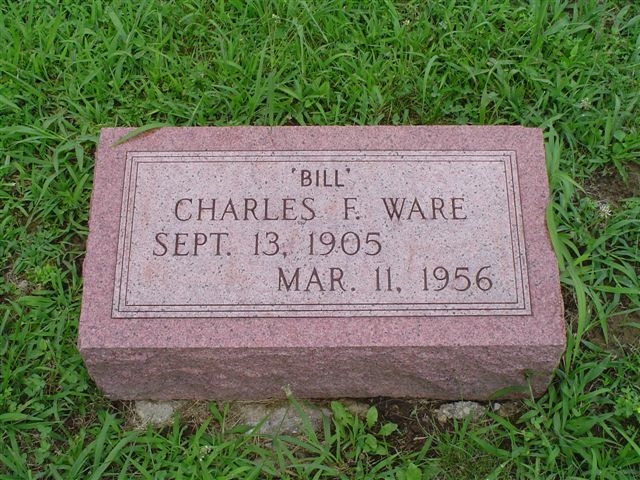 'BILL'
CHARLES F. WARE
SEPT. 13, 1905
MAR. 11, 1956